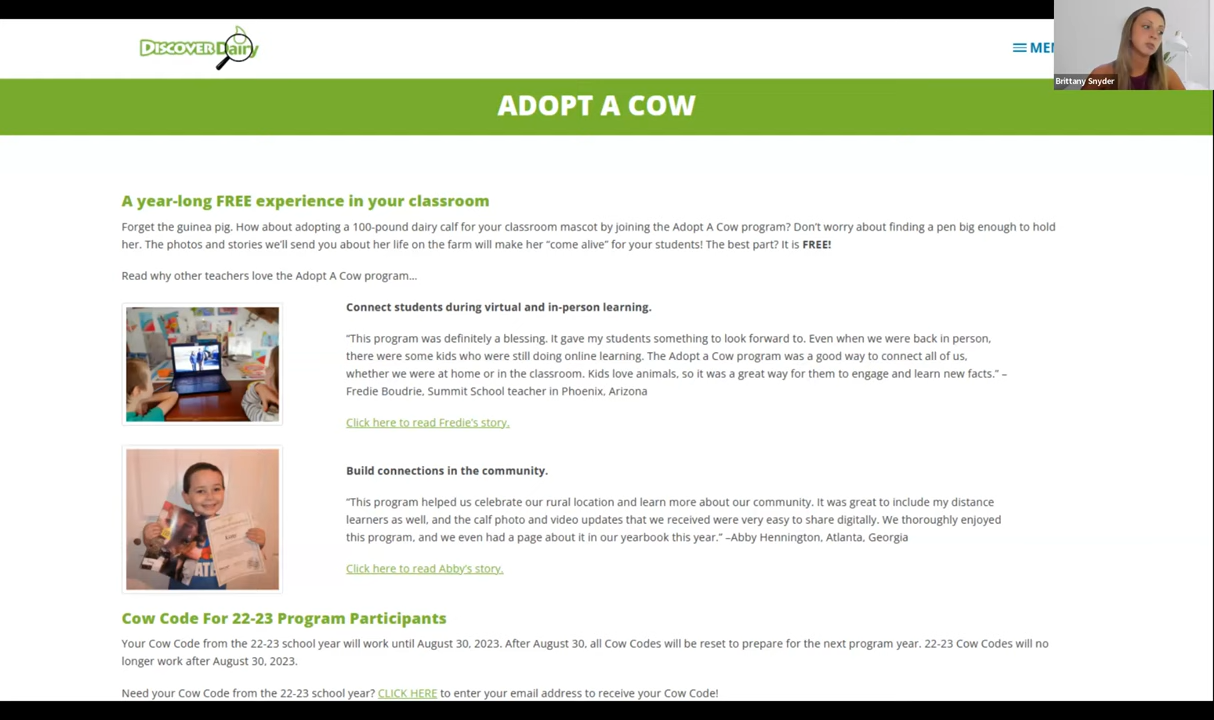 DISCOVER Dairy
MEN
Brittany Snyder
ADOPT A COW
A year-long FREE experience in your classroom
Forget the guinea pig. How about adopting a 100-pound dairy calf for your classroom mascot by joining the Adopt A Cow program? Don’t worry about finding a pen big enough to hold
her. The photos and stories we’ll send you about her life on the farm will make her “come alive” for your students! The best part? It is FREE!
Read why other teachers love the Adopt A Cow program…
Connect students during virtual and in-person learning.
“This program was definitely a blessing. It gave my students something to look forward to. Even when we were back in person,
there were some kids who were still doing online learning. The Adopt a Cow program was a good way to connect all of us,
whether we were at home or in the classroom. Kids love animals, so it was a great way for them to engage and learn new facts.” –
Fredie Boudrie, Summit School teacher in Phoenix, Arizona
Click here to read Fredie’s story.
Build connections in the community.
“This program helped us celebrate our rural location and learn more about our community. It was great to include my distance
learners as well, and the calf photo and video updates that we received were very easy to share digitally. We thoroughly enjoyed
this program, and we even had a page about it in our yearbook this year.” –Abby Hennington, Atlanta, Georgia
Click here to read Abby’s story.
Cow Code For 22-23 Program Participants
Your Cow Code from the 22-23 school year will work until August 30, 2023. After August 30, all Cow Codes will be reset to prepare for the next program year. 22-23 Cow Codes will no
longer work after August 30, 2023.
Need your Cow Code from the 22-23 school year? CLICK HERE to enter your email address to receive your Cow Code!